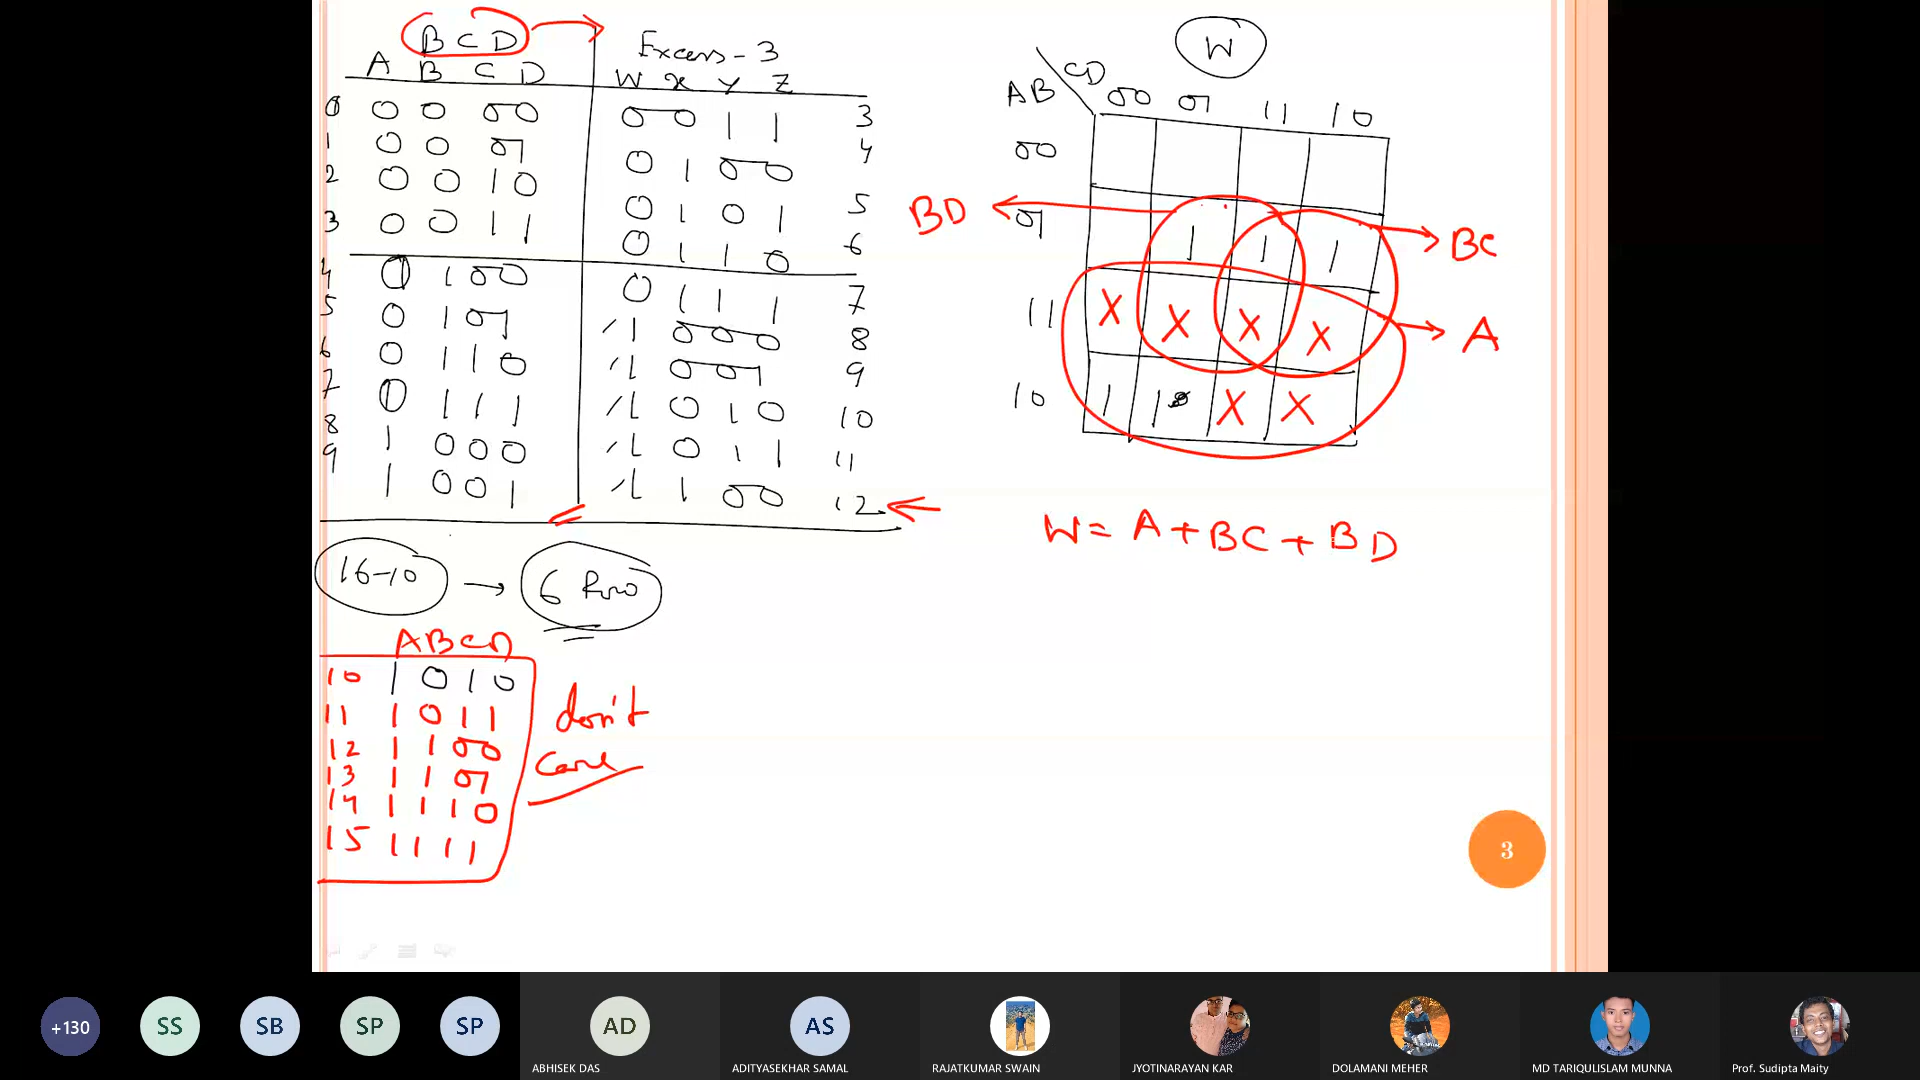 BCD Excess-3
A B C D W X Y Z
0 0 0 0 0 0 0 1 1 3
1 0 0 0 1 0 1 0 0 4
2 0 0 1 0 0 1 0 1 5
3 0 0 1 1 0 1 1 0 6
4 0 1 0 0 0 1 1 1 7
5 0 1 0 1 1 0 0 0 8
6 0 1 1 0 1 0 0 1 9
7 0 1 1 1 1 0 1 0 10
8 1 0 0 0 1 0 1 1 11
9 1 0 0 1 1 1 0 0 12
16-10 → 6
A B C D
10 1 0 1 0
11 1 0 1 1
12 1 1 0 0
13 1 1 0 1
14 1 1 1 0
15 1 1 1 1
don't
care
W
AB CD 00 01 11 10
00
01 1 1 1
11 X X X X
10 1 1 X X
BD
BC
A
W = A + BC + BD
3
+130 SS SB SP SP AD AS
ABHISEK DAS
ADITYASEKHAR SAMAL
RAJATKUMAR SWAIN
JYOTINARAYAN KAR
DOLAMANI MEHER
MD TARIQULISLAM MUNNA
Prof. Sudipta Maity